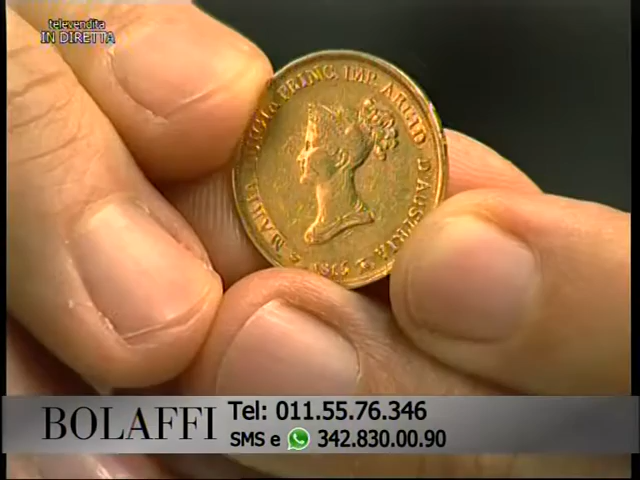 televendita
IN DIRETTA
MARIA LUIGIA PRINC. IMP. ARCID. D'AUSTRIA
1815
BOLAFFI
Tel: 011.55.76.346
SMS e 342.830.00.90